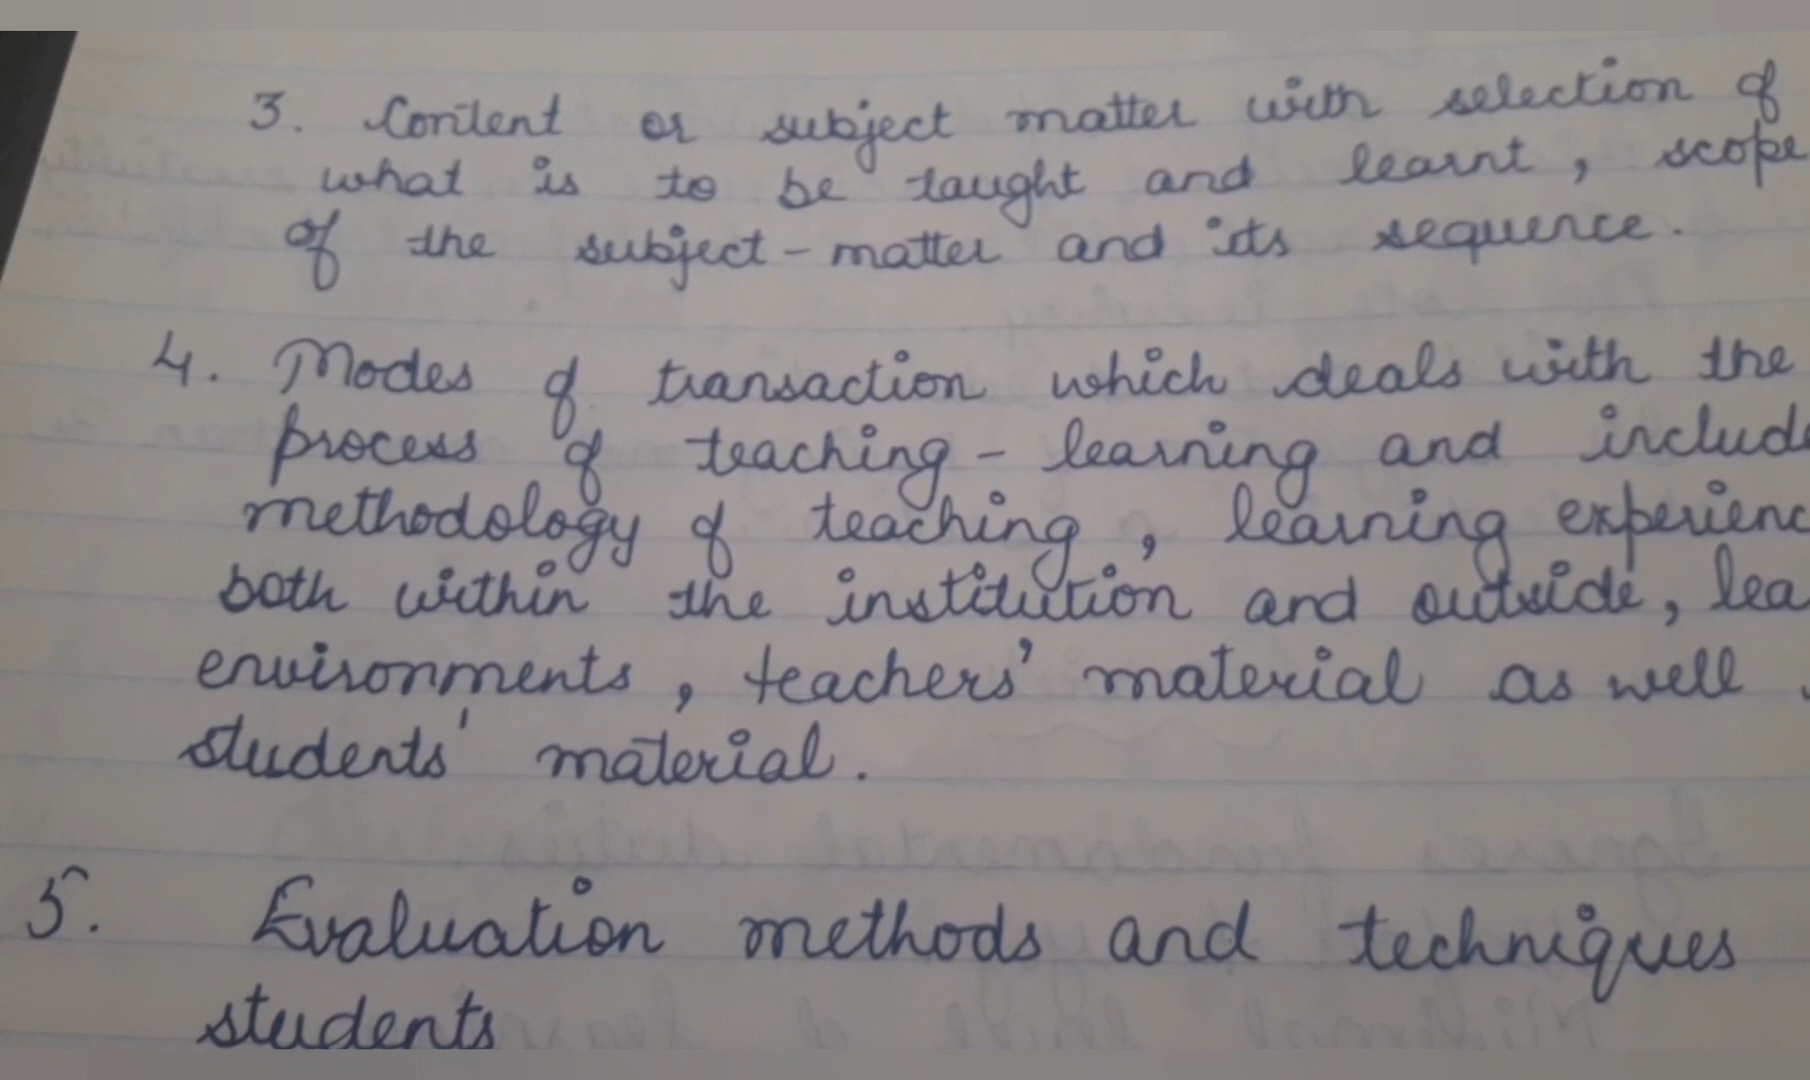 3. Content or subject matter with selection of
what is to be taught and learnt, scope
of the subject-matter and its sequence.
4. Modes of transaction which deals with the
process of teaching - learning and includ
methodology of teaching, learning experienc
both within the institution and outside, lea
environments, teachers' material as well
students' material.
5. Evaluation methods and techniques
students